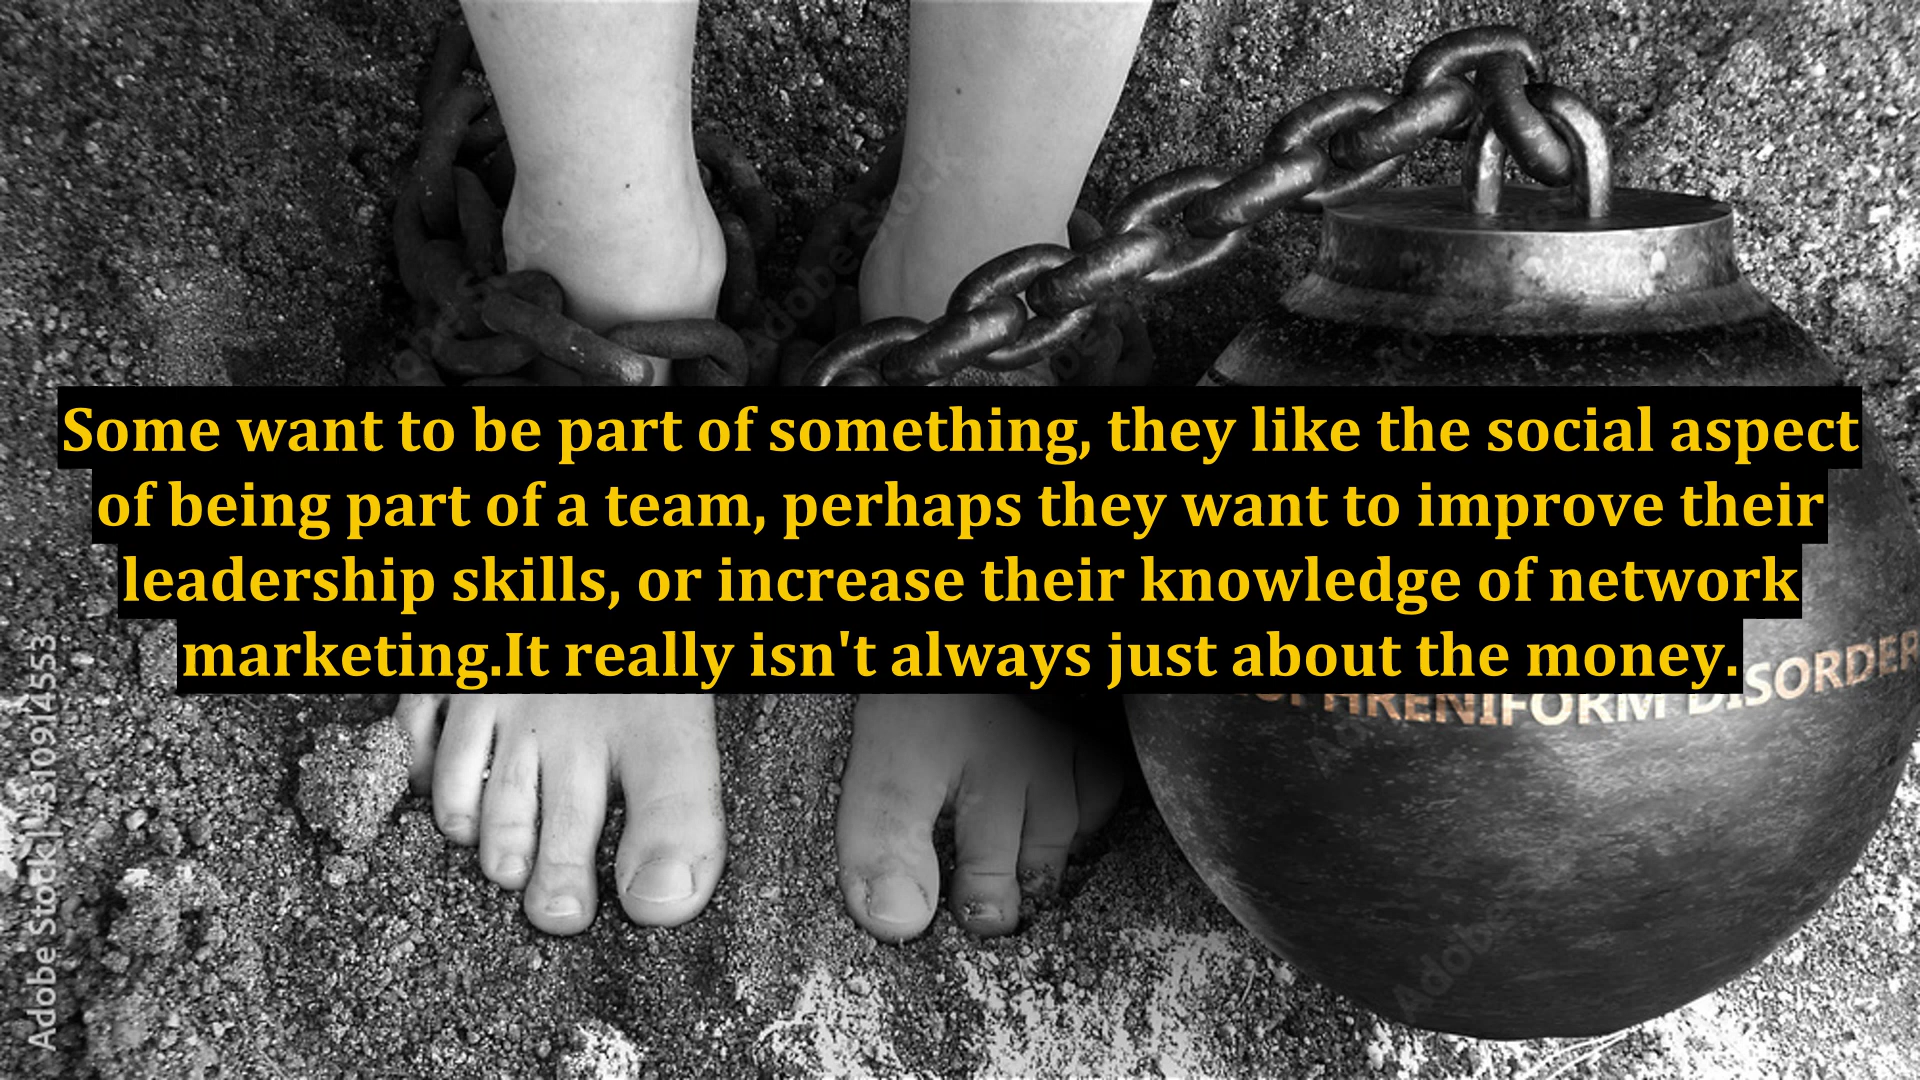 Some want to be part of something, they like the social aspect
of being part of a team, perhaps they want to improve their
leadership skills, or increase their knowledge of network
marketing.It really isn't always just about the money.
DISORDER
Adobe Stock | #310914553